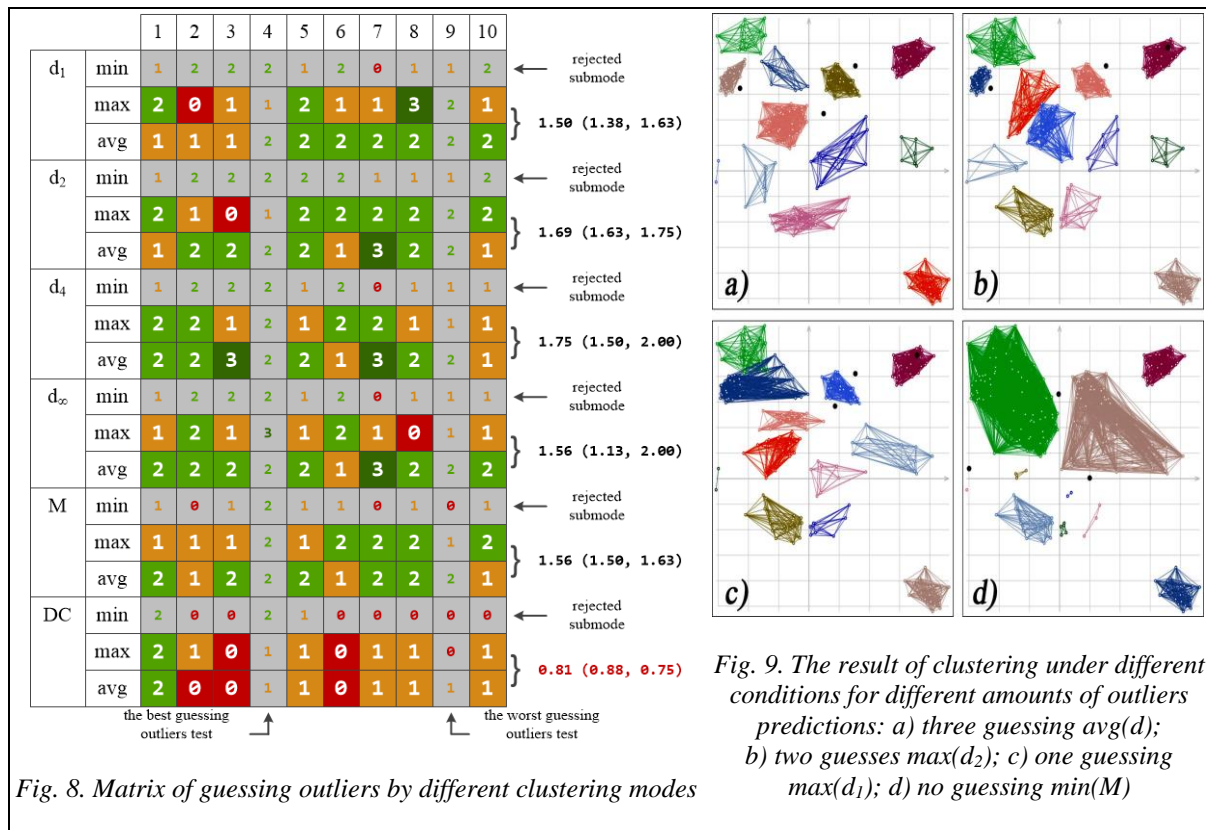 1 2 3 4 5 6 7 8 9 10
d₁ min 1 2 2 2 1 2 0 1 1 2 rejected submode
max 2 0 1 1 2 1 1 3 2 1
1.50 (1.38, 1.63)
avg 1 1 1 2 2 2 2 2 2 2
d₂ min 1 2 2 2 2 2 1 1 1 2 rejected submode
max 2 1 0 1 2 2 2 2 2 2
1.69 (1.63, 1.75)
avg 1 2 2 2 2 1 3 2 2 1
d₄ min 1 2 2 2 1 2 0 1 1 1 rejected submode
max 2 2 1 2 1 2 2 1 1 1
1.75 (1.50, 2.00)
avg 2 2 3 2 2 1 3 2 2 1
d∞ min 1 2 2 2 1 2 0 1 1 1 rejected submode
max 1 2 1 3 1 2 1 0 1 1
1.56 (1.13, 2.00)
avg 2 2 2 2 2 1 3 2 2 2
M min 1 0 1 2 1 1 0 1 0 1 rejected submode
max 1 1 1 2 1 2 2 2 1 2
1.56 (1.50, 1.63)
avg 2 1 2 2 2 1 2 2 2 1
DC min 2 0 0 2 1 0 0 0 0 0 rejected submode
max 2 1 0 1 1 0 1 1 0 1
0.81 (0.88, 0.75)
avg 2 0 0 1 1 0 1 1 1 1
the best guessing
outliers test
the worst guessing
outliers test
Fig. 8. Matrix of guessing outliers by different clustering modes
a)
b)
c)
d)
Fig. 9. The result of clustering under different
conditions for different amounts of outliers
predictions: a) three guessing avg(d);
b) two guesses max(d₂); c) one guessing
max(d₁); d) no guessing min(M)